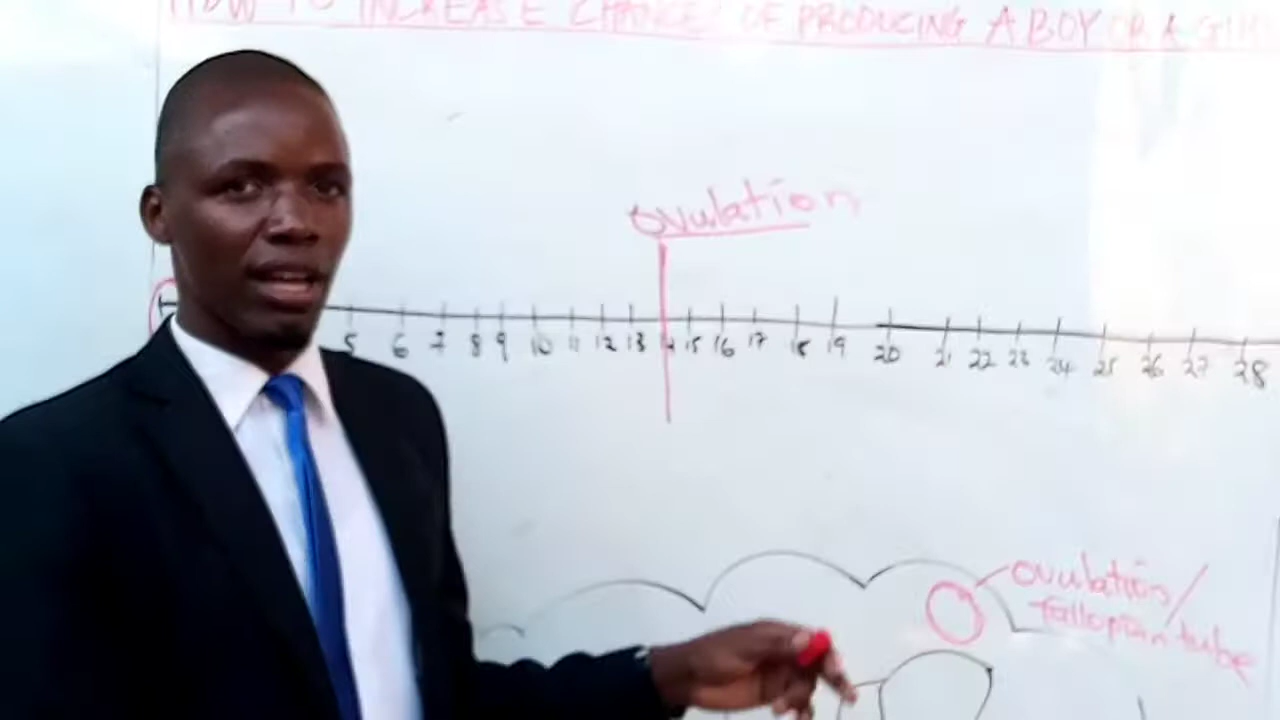 HOW TO INCREASE CHANCES OF PRODUCING A BOY OR A GIRL
ovulation
5 6 7 8 9 10 11 12 13 14 15 16 17 18 19 20 21 22 23 24 25 26 27 28
ovulation/
fallopian tube